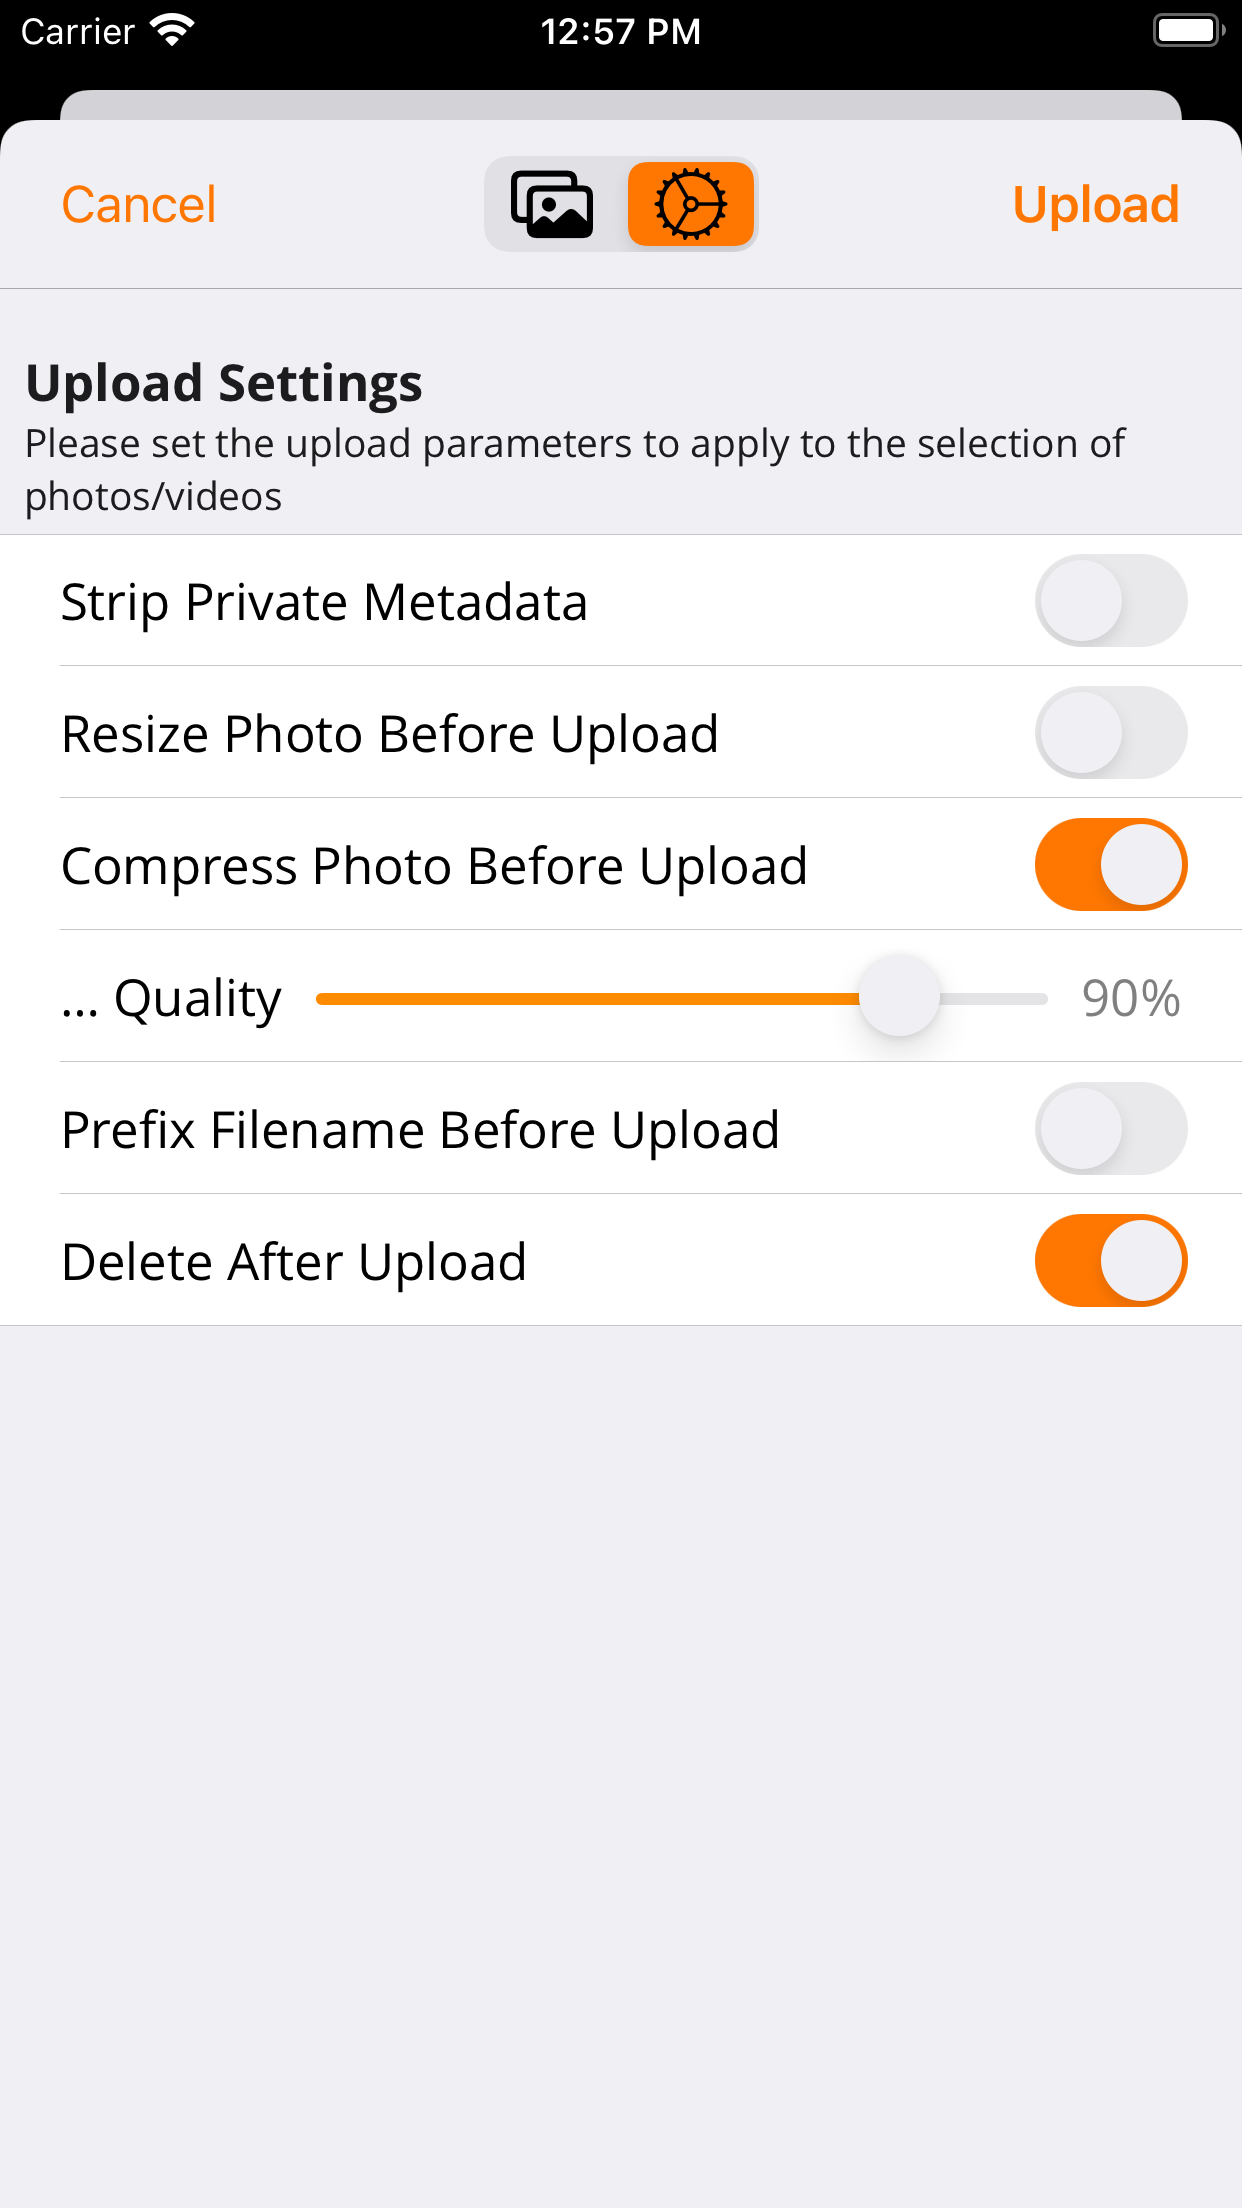 Carrier 12:57 PM
Cancel Upload
Upload Settings
Please set the upload parameters to apply to the selection of
photos/videos
Strip Private Metadata
Resize Photo Before Upload
Compress Photo Before Upload
... Quality 90%
Prefix Filename Before Upload
Delete After Upload